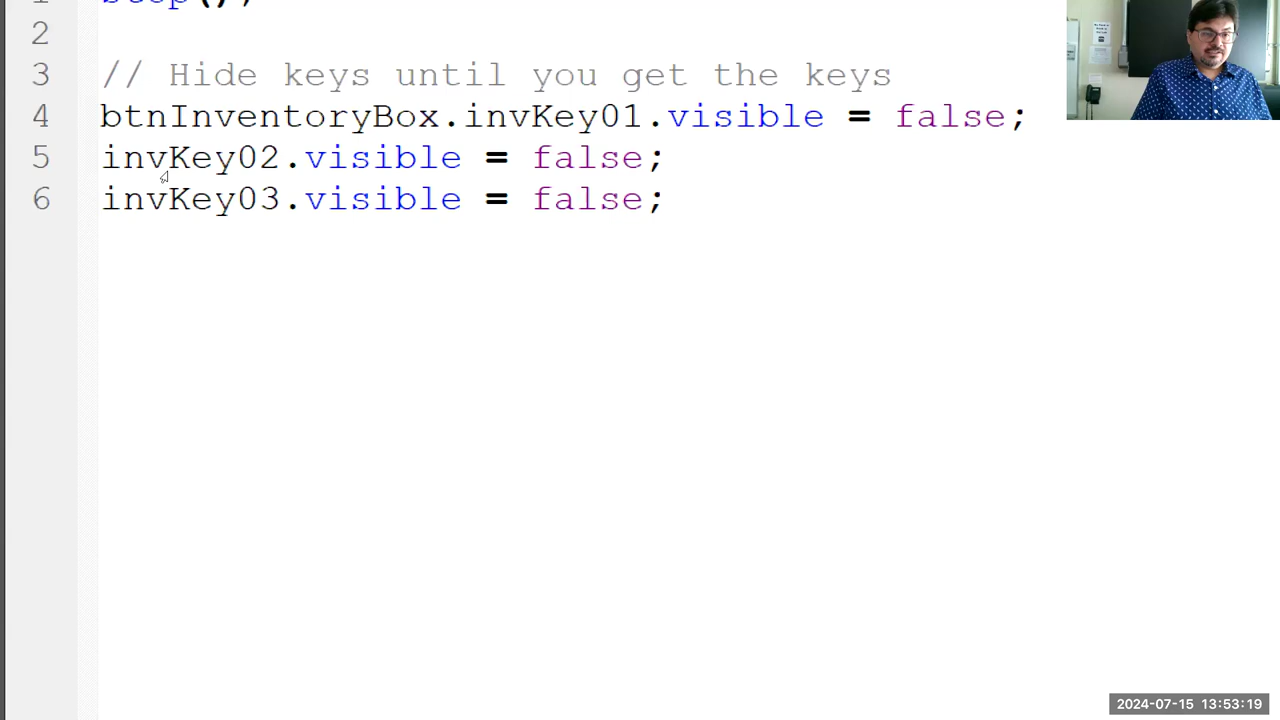 1
2
3 // Hide keys until you get the keys
4 btnInventoryBox.invKey01.visible = false;
5 invKey02.visible = false;
6 invKey03.visible = false;
2024-07-15 13:53:19